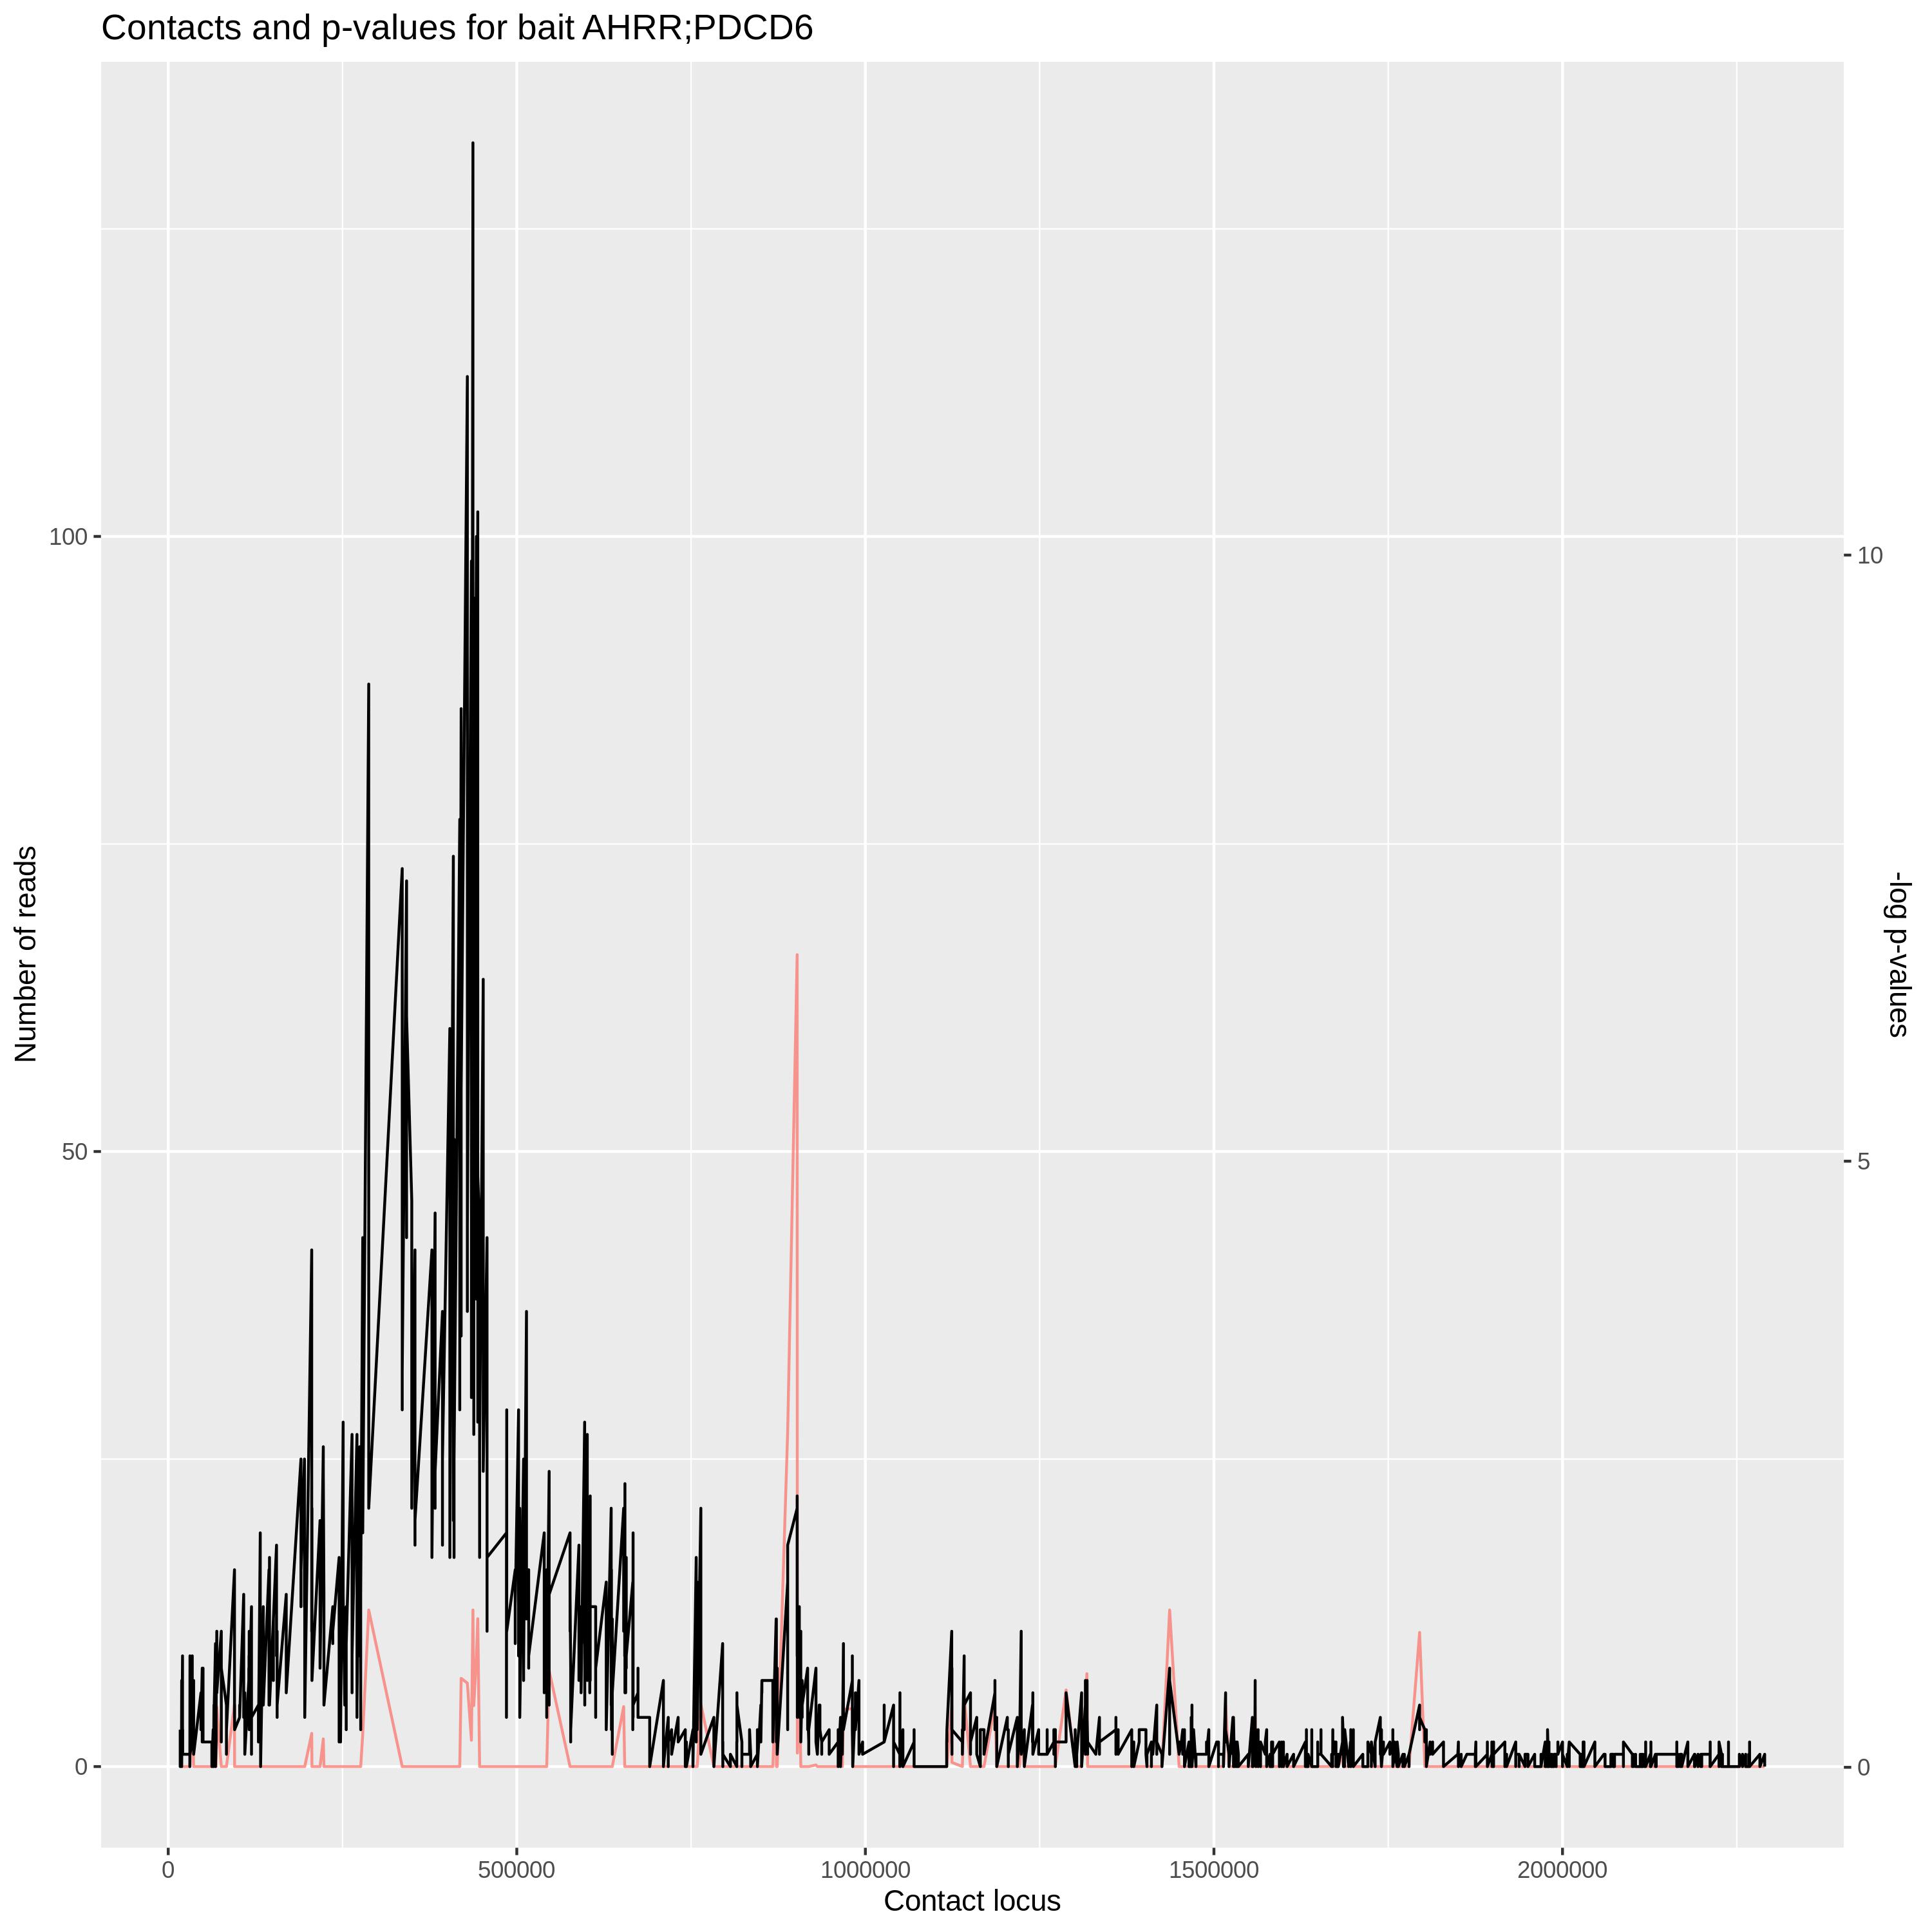 Contacts and p-values for bait AHRR;PDCD6
100
50
0
Number of reads
10
5
0
-log p-values
0
500000
1000000
1500000
2000000
Contact locus